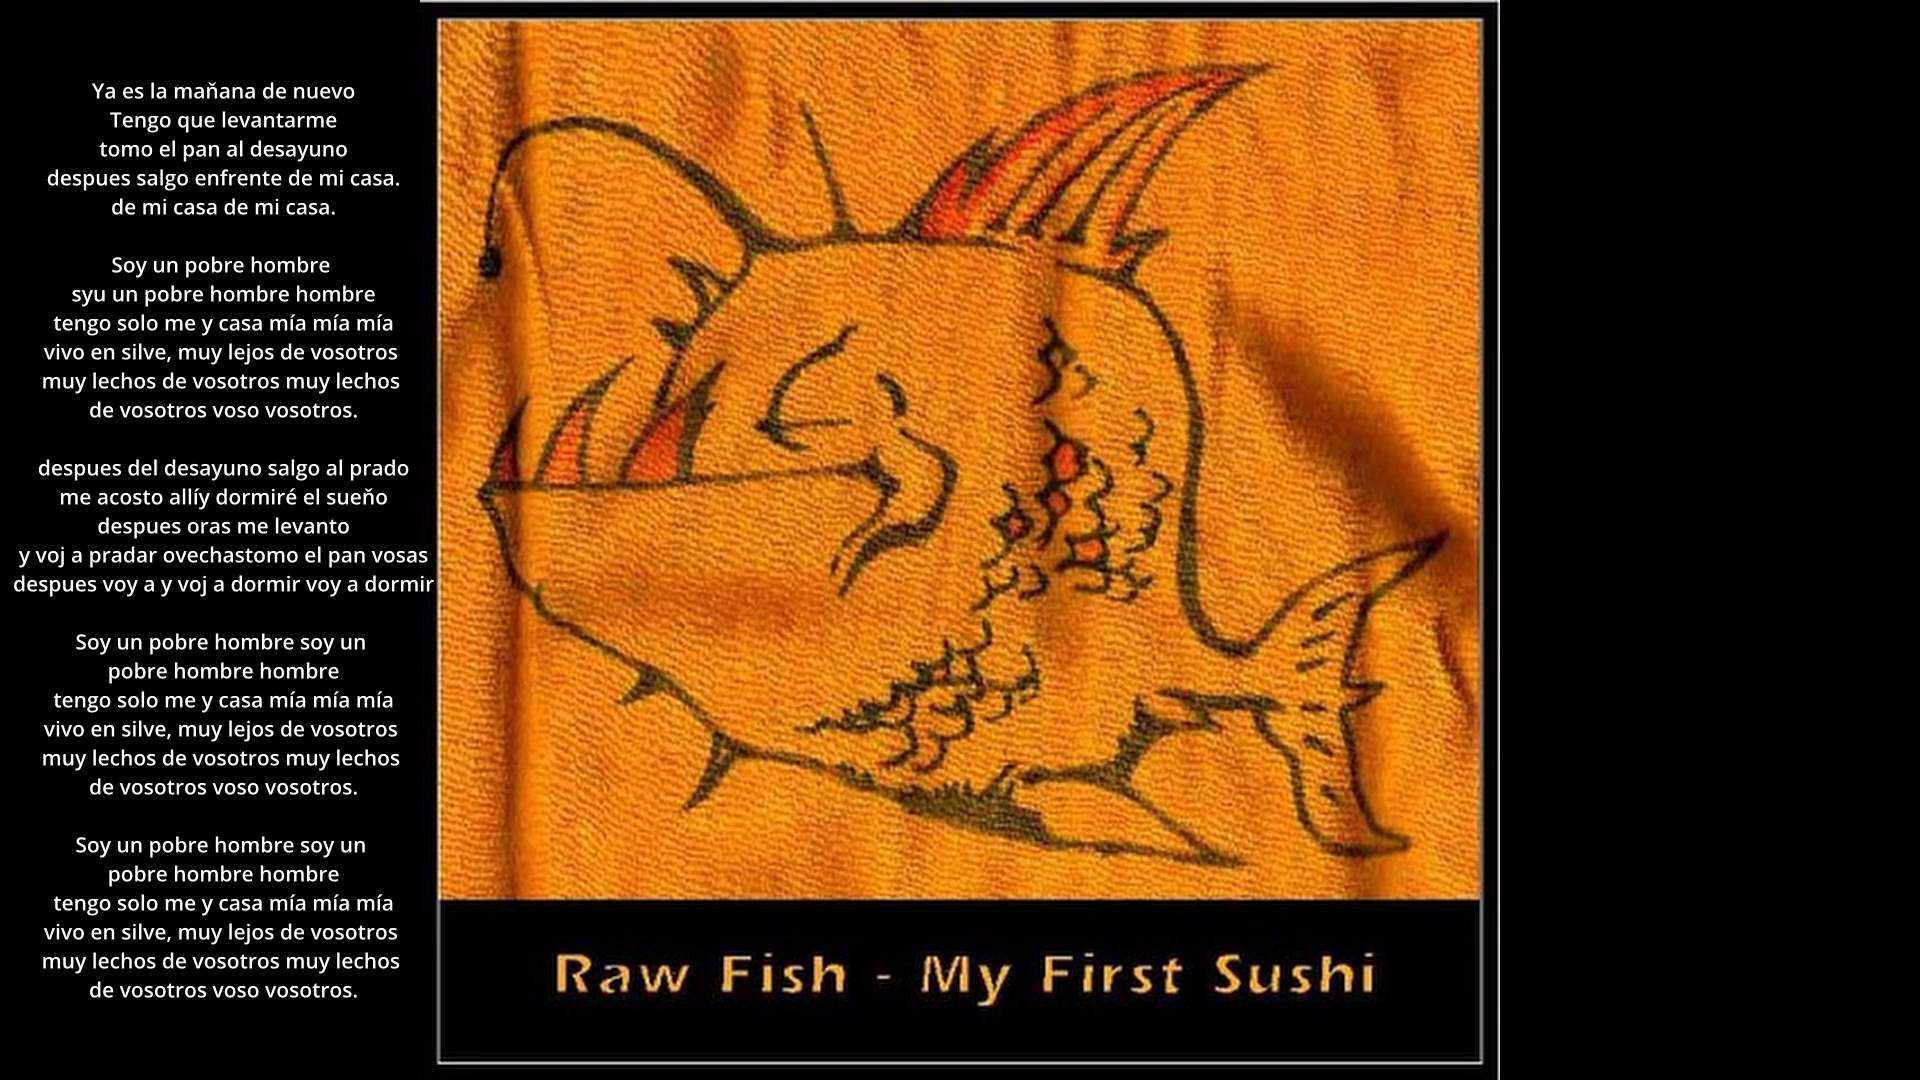 Ya es la maňana de nuevo
Tengo que levantarme
tomo el pan al desayuno
despues salgo enfrente de mi casa.
de mi casa de mi casa.
Soy un pobre hombre
syu un pobre hombre hombre
tengo solo me y casa mía mía mía
vivo en silve, muy lejos de vosotros
muy lechos de vosotros muy lechos
de vosotros voso vosotros.
despues del desayuno salgo al prado
me acosto allíy dormiré el sueňo
despues oras me levanto
y voj a pradar ovechastomo el pan vosas
despues voy a y voj a dormir voy a dormir
Soy un pobre hombre soy un
pobre hombre hombre
tengo solo me y casa mía mía mía
vivo en silve, muy lejos de vosotros
muy lechos de vosotros muy lechos
de vosotros voso vosotros.
Soy un pobre hombre soy un
pobre hombre hombre
tengo solo me y casa mía mía mía
vivo en silve, muy lejos de vosotros
muy lechos de vosotros muy lechos
de vosotros voso vosotros.
Raw Fish - My First Sushi